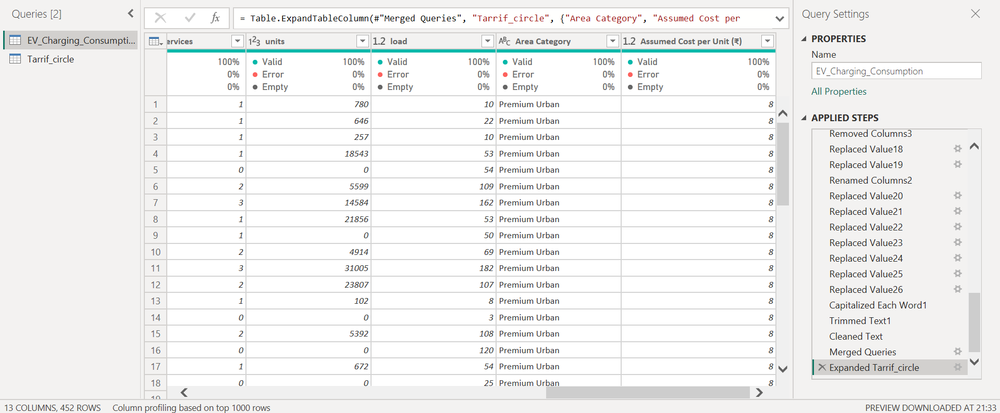 Queries [2]
EV_Charging_Consumpti...
Tarrif_circle
fx
= Table.ExpandTableColumn(#"Merged Queries", "Tarrif_circle", {"Area Category", "Assumed Cost per
ervices 1²3 units 1.2 load ABC Area Category 1.2 Assumed Cost per Unit (₹)
100% Valid 100% Valid 100% Valid 100% Valid 100%
0% Error 0% Error 0% Error 0% Error 0%
0% Empty 0% Empty 0% Empty 0% Empty 0%
1 1 780 10 Premium Urban 8
2 1 646 22 Premium Urban 8
3 1 257 10 Premium Urban 8
4 1 18543 53 Premium Urban 8
5 0 0 54 Premium Urban 8
6 2 5599 109 Premium Urban 8
7 3 14584 162 Premium Urban 8
8 1 21856 53 Premium Urban 8
9 1 0 50 Premium Urban 8
10 2 4914 69 Premium Urban 8
11 3 31005 182 Premium Urban 8
12 2 23807 107 Premium Urban 8
13 1 102 8 Premium Urban 8
14 0 0 3 Premium Urban 8
15 2 5392 108 Premium Urban 8
16 0 0 120 Premium Urban 8
17 1 672 54 Premium Urban 8
18 0 0 25 Premium Urban 8
19
Query Settings
PROPERTIES
Name
EV_Charging_Consumption
All Properties
APPLIED STEPS
Removed Columns3
Replaced Value18
Replaced Value19
Renamed Columns2
Replaced Value20
Replaced Value21
Replaced Value22
Replaced Value23
Replaced Value24
Replaced Value25
Replaced Value26
Capitalized Each Word1
Trimmed Text1
Cleaned Text
Merged Queries
Expanded Tarrif_circle
13 COLUMNS, 452 ROWS Column profiling based on top 1000 rows PREVIEW DOWNLOADED AT 21:33